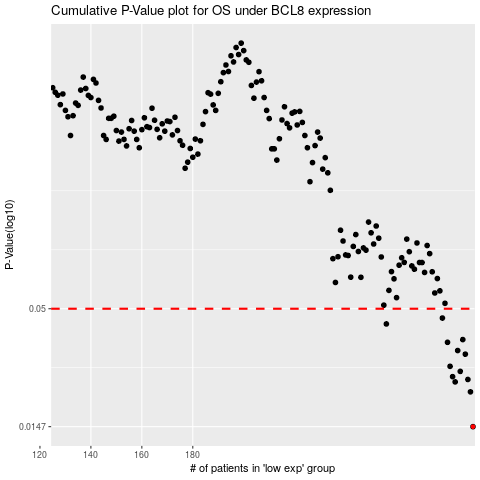 Cumulative P-Value plot for OS under BCL8 expression
P-Value(log10)
0.05
0.0147
120 140 160 180
# of patients in 'low exp' group